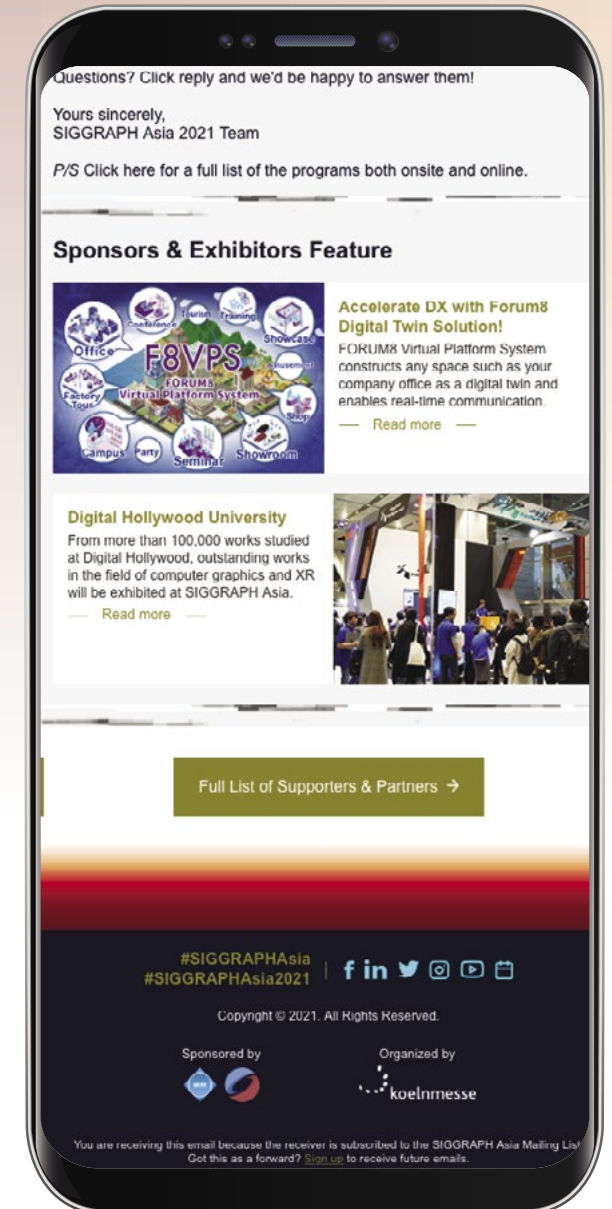 Questions? Click reply and we'd be happy to answer them!
Yours sincerely,
SIGGRAPH Asia 2021 Team
P/S Click here for a full list of the programs both onsite and online.
Sponsors & Exhibitors Feature
Conference
Tourism
Training
Showcase
Office
F8VPS
FORUM8
Virtual Platform System
Amusement
Factory
Tour
Shop
Campus
Party
Seminar
Showroom
Accelerate DX with Forum8
Digital Twin Solution!
FORUM8 Virtual Platform System
constructs any space such as your
company office as a digital twin and
enables real-time communication.
Read more
Digital Hollywood University
From more than 100,000 works studied
at Digital Hollywood, outstanding works
in the field of computer graphics and XR
will be exhibited at SIGGRAPH Asia.
Read more
Full List of Supporters & Partners →
#SIGGRAPHAsia
#SIGGRAPHAsia2021
Copyright © 2021. All Rights Reserved.
Sponsored by
Organized by
acm
koelnmesse
You are receiving this email because the receiver is subscribed to the SIGGRAPH Asia Mailing List
Got this as a forward? Sign up to receive future emails.